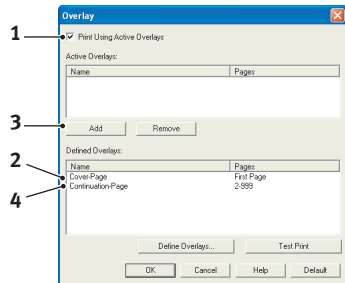 Overlay
1
Print Using Active Overlays
Active Overlays:
Name Pages
3
Add Remove
Defined Overlays:
Name Pages
2
Cover-Page First Page
4
Continuation-Page 2-999
Define Overlays... Test Print
OK Cancel Help Default